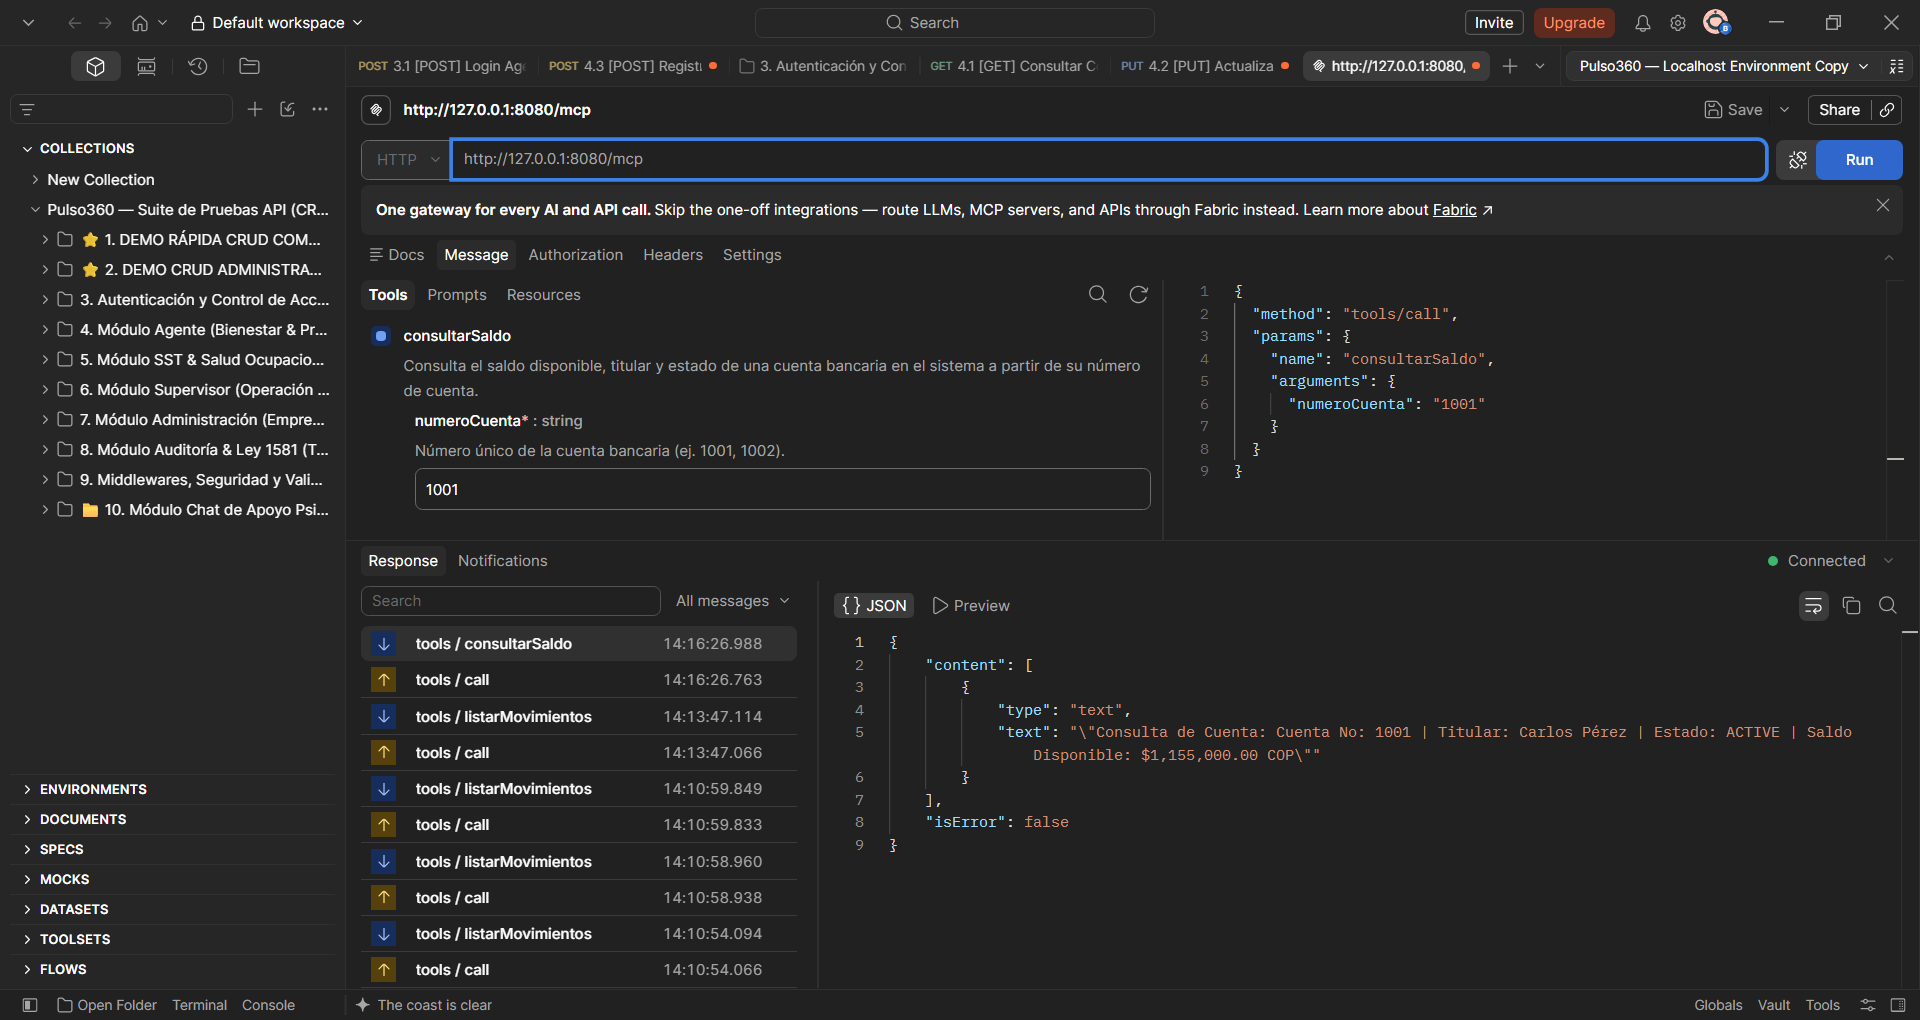 Default workspace
Search
Invite
Upgrade
POST 3.1 [POST] Login Age
POST 4.3 [POST] Registr
3. Autenticación y Con
GET 4.1 [GET] Consultar C
PUT 4.2 [PUT] Actualiza
http://127.0.0.1:8080/
Pulso360 — Localhost Environment Copy
http://127.0.0.1:8080/mcp
Save
Share
COLLECTIONS
HTTP
http://127.0.0.1:8080/mcp
Run
New Collection
Pulso360 — Suite de Pruebas API (CR...
One gateway for every AI and API call. Skip the one-off integrations — route LLMs, MCP servers, and APIs through Fabric instead. Learn more about Fabric ↗
1. DEMO RÁPIDA CRUD COM...
2. DEMO CRUD ADMINISTRA...
3. Autenticación y Control de Acc...
4. Módulo Agente (Bienestar & Pr...
5. Módulo SST & Salud Ocupacio...
6. Módulo Supervisor (Operación ...
7. Módulo Administración (Empre...
8. Módulo Auditoría & Ley 1581 (T...
9. Middlewares, Seguridad y Vali...
10. Módulo Chat de Apoyo Psi...
Docs
Message
Authorization
Headers
Settings
Tools
Prompts
Resources
consultarSaldo
Consulta el saldo disponible, titular y estado de una cuenta bancaria en el sistema a partir de su número
de cuenta.
numeroCuenta* : string
Número único de la cuenta bancaria (ej. 1001, 1002).
1001
1 {
2 "method": "tools/call",
3 "params": {
4 "name": "consultarSaldo",
5 "arguments": {
6 "numeroCuenta": "1001"
7 }
8 }
9 }
Response
Notifications
Connected
Search
All messages
{} JSON
Preview
tools / consultarSaldo 14:16:26.988
tools / call 14:16:26.763
tools / listarMovimientos 14:13:47.114
tools / call 14:13:47.066
tools / listarMovimientos 14:10:59.849
tools / call 14:10:59.833
tools / listarMovimientos 14:10:58.960
tools / call 14:10:58.938
tools / listarMovimientos 14:10:54.094
tools / call 14:10:54.066
1 {
2 "content": [
3 {
4 "type": "text",
5 "text": "\"Consulta de Cuenta: Cuenta No: 1001 | Titular: Carlos Pérez | Estado: ACTIVE | Saldo
Disponible: $1,155,000.00 COP\""
6 }
7 ],
8 "isError": false
9 }
ENVIRONMENTS
DOCUMENTS
SPECS
MOCKS
DATASETS
TOOLSETS
FLOWS
Open Folder
Terminal
Console
The coast is clear
Globals
Vault
Tools